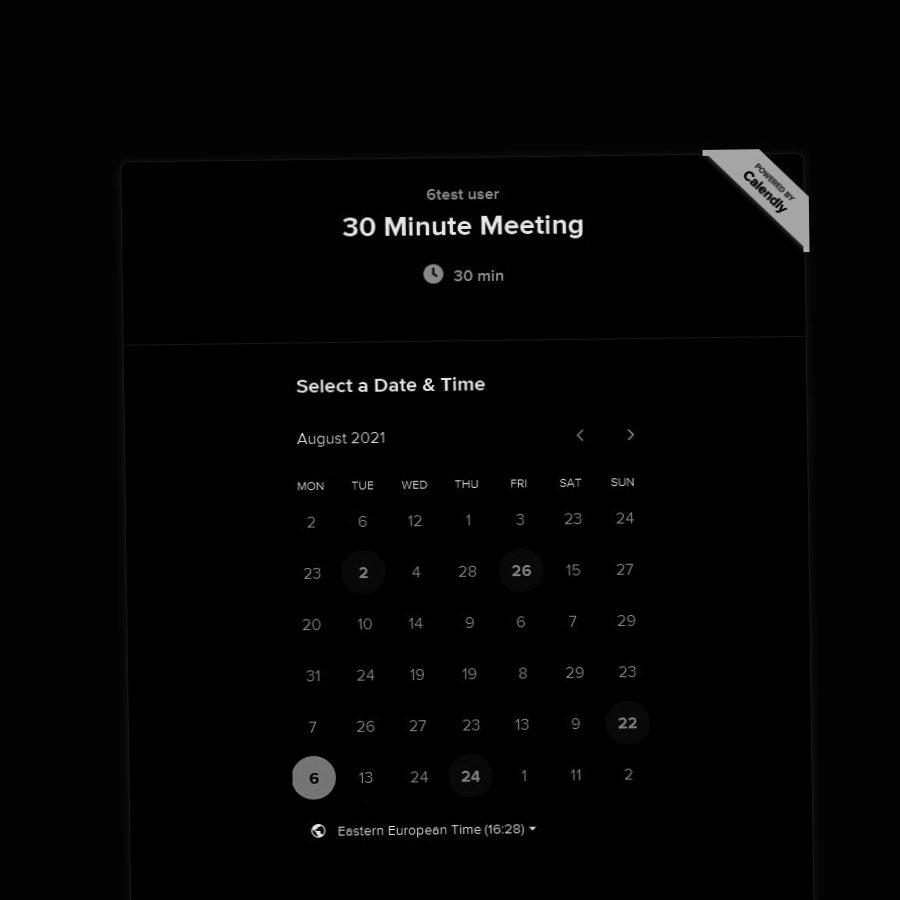 POWERED BY
Calendly
6test user
30 Minute Meeting
30 min
Select a Date & Time
August 2021
MON TUE WED THU FRI SAT SUN
2 6 12 1 3 23 24
23 2 4 28 26 15 27
20 10 14 9 6 7 29
31 24 19 19 8 29 23
7 26 27 23 13 9 22
6 13 24 24 1 11 2
Eastern European Time (16:28)